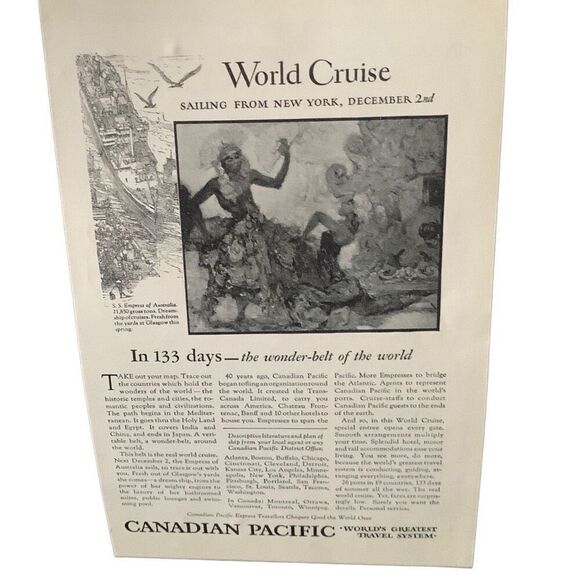 World Cruise
SAILING FROM NEW YORK, DECEMBER 2nd
S. S. Empress of Australia.
21,850 gross tons. Dream-
ship of cruises. Fresh from
the yards at Glasgow this
spring.
In 133 days—the wonder-belt of the world
TAKE out your map. Trace out
the countries which hold the
wonders of the world—the
historic temples and cities, the ro-
mantic peoples and civilizations.
The path begins in the Mediter-
ranean. It goes thru the Holy Land
and Egypt. It covers India and
China, and ends in Japan. A veri-
table belt, a wonder-belt, around
the world.
This belt is the real world cruise.
Next December 2, the Empress of
Australia sails, to trace it out with
you. Fresh out of Glasgow's yards
she comes—a dream ship, from the
power of her mighty engines to
the luxury of her bathroomed
suites, public lounges and swim-
ming pool.
40 years ago, Canadian Pacific
began to fling an organization round
the world. It created the Trans-
Canada Limited, to carry you
across America. Chateau Fron-
tenac, Banff and 10 other hotels to
house you. Empresses to span the
Descriptive literature and plan of
ship from your local agent or any
Canadian Pacific District Office:
Atlanta, Boston, Buffalo, Chicago,
Cincinnati, Cleveland, Detroit,
Kansas City, Los Angeles, Minne-
apolis, New York, Philadelphia,
Pittsburgh, Portland, San Fran-
cisco, St. Louis, Seattle, Tacoma,
Washington.
In Canada: Montreal, Ottawa,
Vancouver, Toronto, Winnipeg.
Pacific. More Empresses to bridge
the Atlantic. Agents to represent
Canadian Pacific in the world's
ports. Cruise-staffs to conduct
Canadian Pacific guests to the ends
of the earth.
And so, in this World Cruise,
special entree opens every gate.
Smooth arrangements multiply
your time. Splendid hotel, motor
and rail accommodations ease your
living. You see more, do more,
because the world's greatest travel
system is conducting, guiding, ar-
ranging everything, everywhere.
26 ports in 19 countries, 133 days
of summer all the way. The real
world cruise. Yet, fares are surpris-
ingly low. Surely you want the
details. Personal service.
Canadian Pacific Express Travellers Cheques Good the World Over
CANADIAN PACIFIC ·WORLD'S GREATEST
TRAVEL SYSTEM·